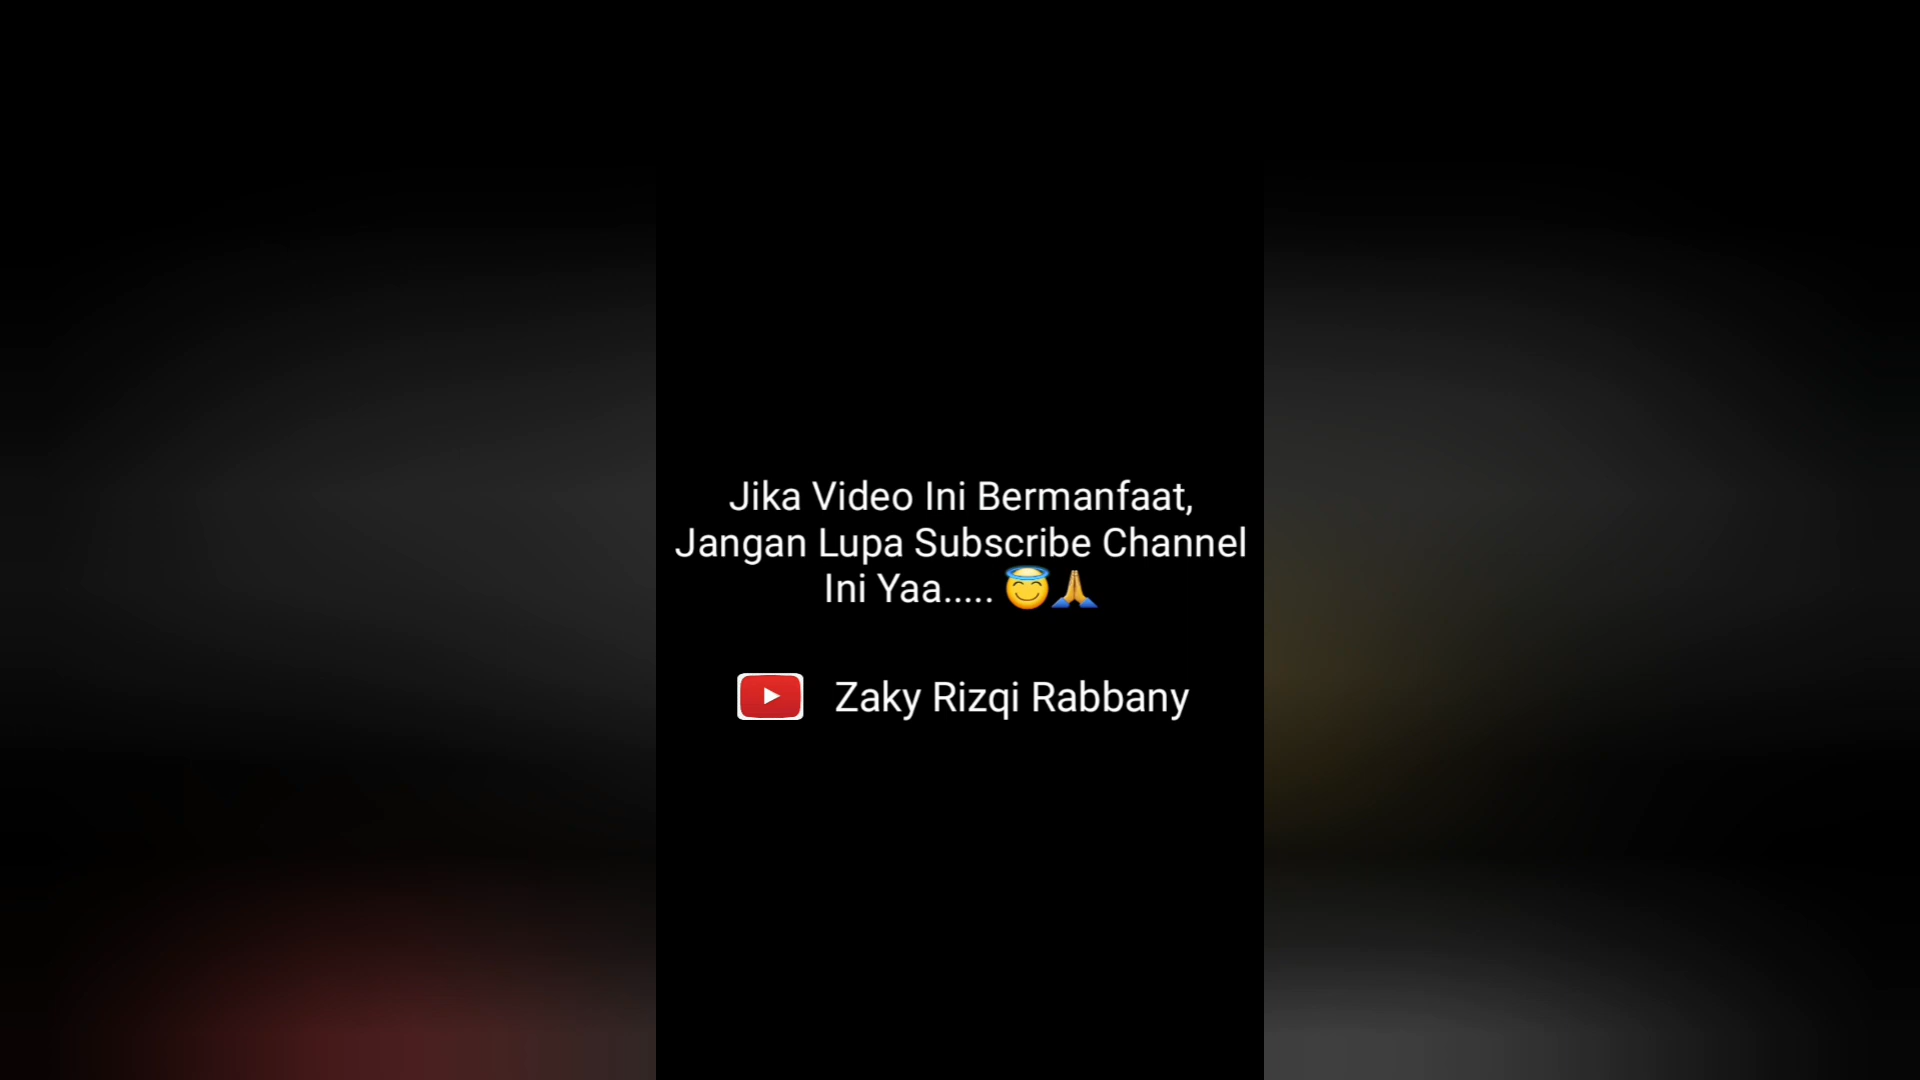 Jika Video Ini Bermanfaat,
Jangan Lupa Subscribe Channel
Ini Yaa..... 😇🙏
Zaky Rizqi Rabbany